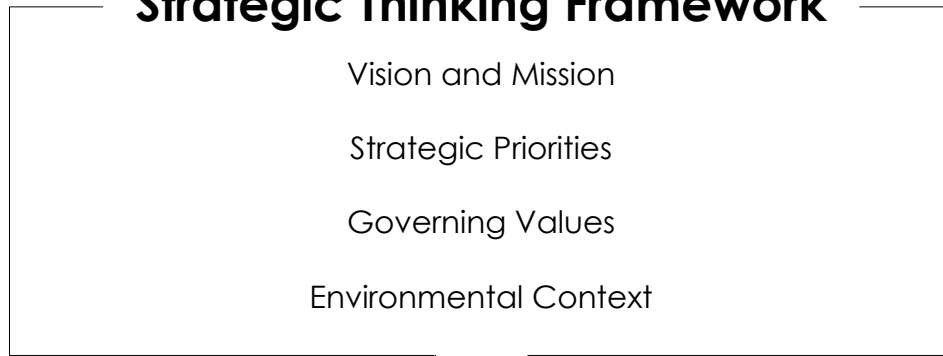 Strategic Thinking Framework
Vision and Mission
Strategic Priorities
Governing Values
Environmental Context